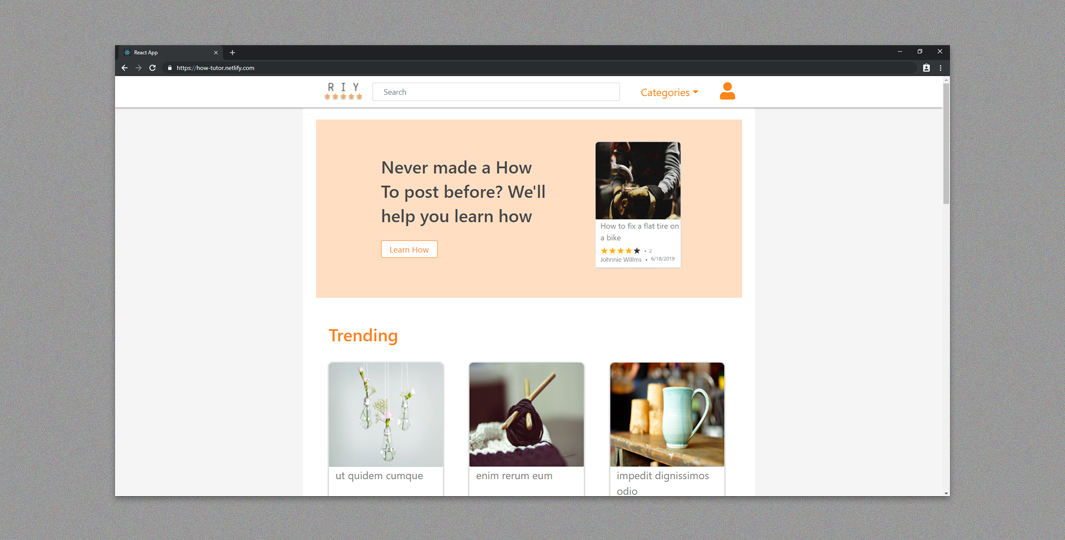 React App
https://how-tutor.netlify.com
R I Y
Search
Categories
Never made a How
To post before? We'll
help you learn how
Learn How
How to fix a flat tire on
a bike
2
Johnnie Willms • 6/18/2019
Trending
ut quidem cumque
enim rerum eum
impedit dignissimos
odio